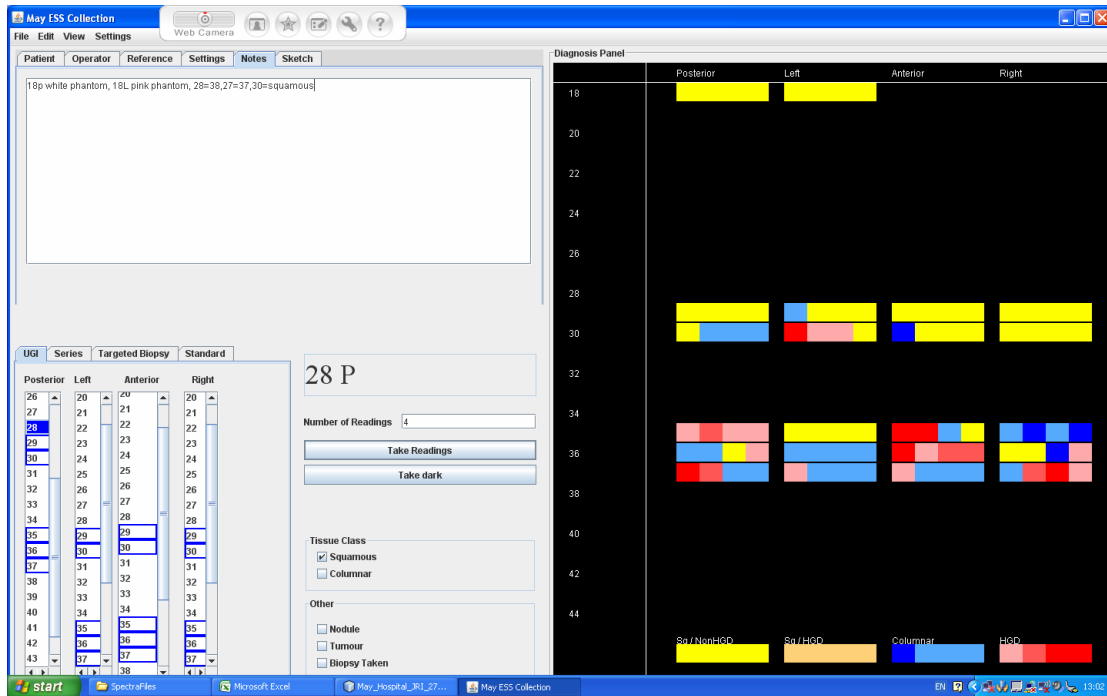 May ESS Collection
Web Camera
File Edit View Settings
Patient Operator Reference Settings Notes Sketch
18p white phantom, 18L pink phantom, 28=38,27=37,30=squamous
UGI Series Targeted Biopsy Standard
Posterior Left Anterior Right
26 20 20 20
27 21 21 21
28 22 22 22
29 23 23 23
30 24 24 24
31 25 25 25
32 26 26 26
33 27 27 27
34 28 28 28
35 29 29 29
36 30 30 30
37 31 31 31
38 32 32 32
39 33 33 33
40 34 34 34
41 35 35 35
42 36 36 36
43 37 37 37
38
28 P
Number of Readings 4
Take Readings
Take dark
Tissue Class
Squamous
Columnar
Other
Nodule
Tumour
Biopsy Taken
Diagnosis Panel
Posterior Left Anterior Right
18
20
22
24
26
28
30
32
34
36
38
40
42
44
Sq / NonHGD Sq / HGD Columnar HGD
start SpectraFiles Microsoft Excel May_Hospital_JRI_27... May ESS Collection EN 13:02